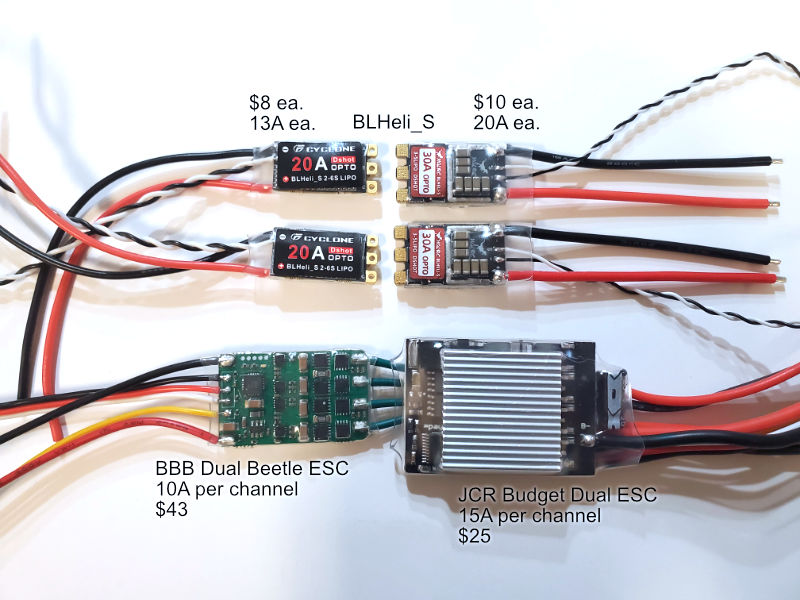 $8 ea.
13A ea.
BLHeli_S
$10 ea.
20A ea.
CYCLONE
20A Dshot
OPTO
BLHeli_S 2-6S LIPO
30A OPTO
CYCLONE
20A Dshot
OPTO
BLHeli_S 2-6S LIPO
30A OPTO
B-
BBB Dual Beetle ESC
10A per channel
$43
JCR Budget Dual ESC
15A per channel
$25